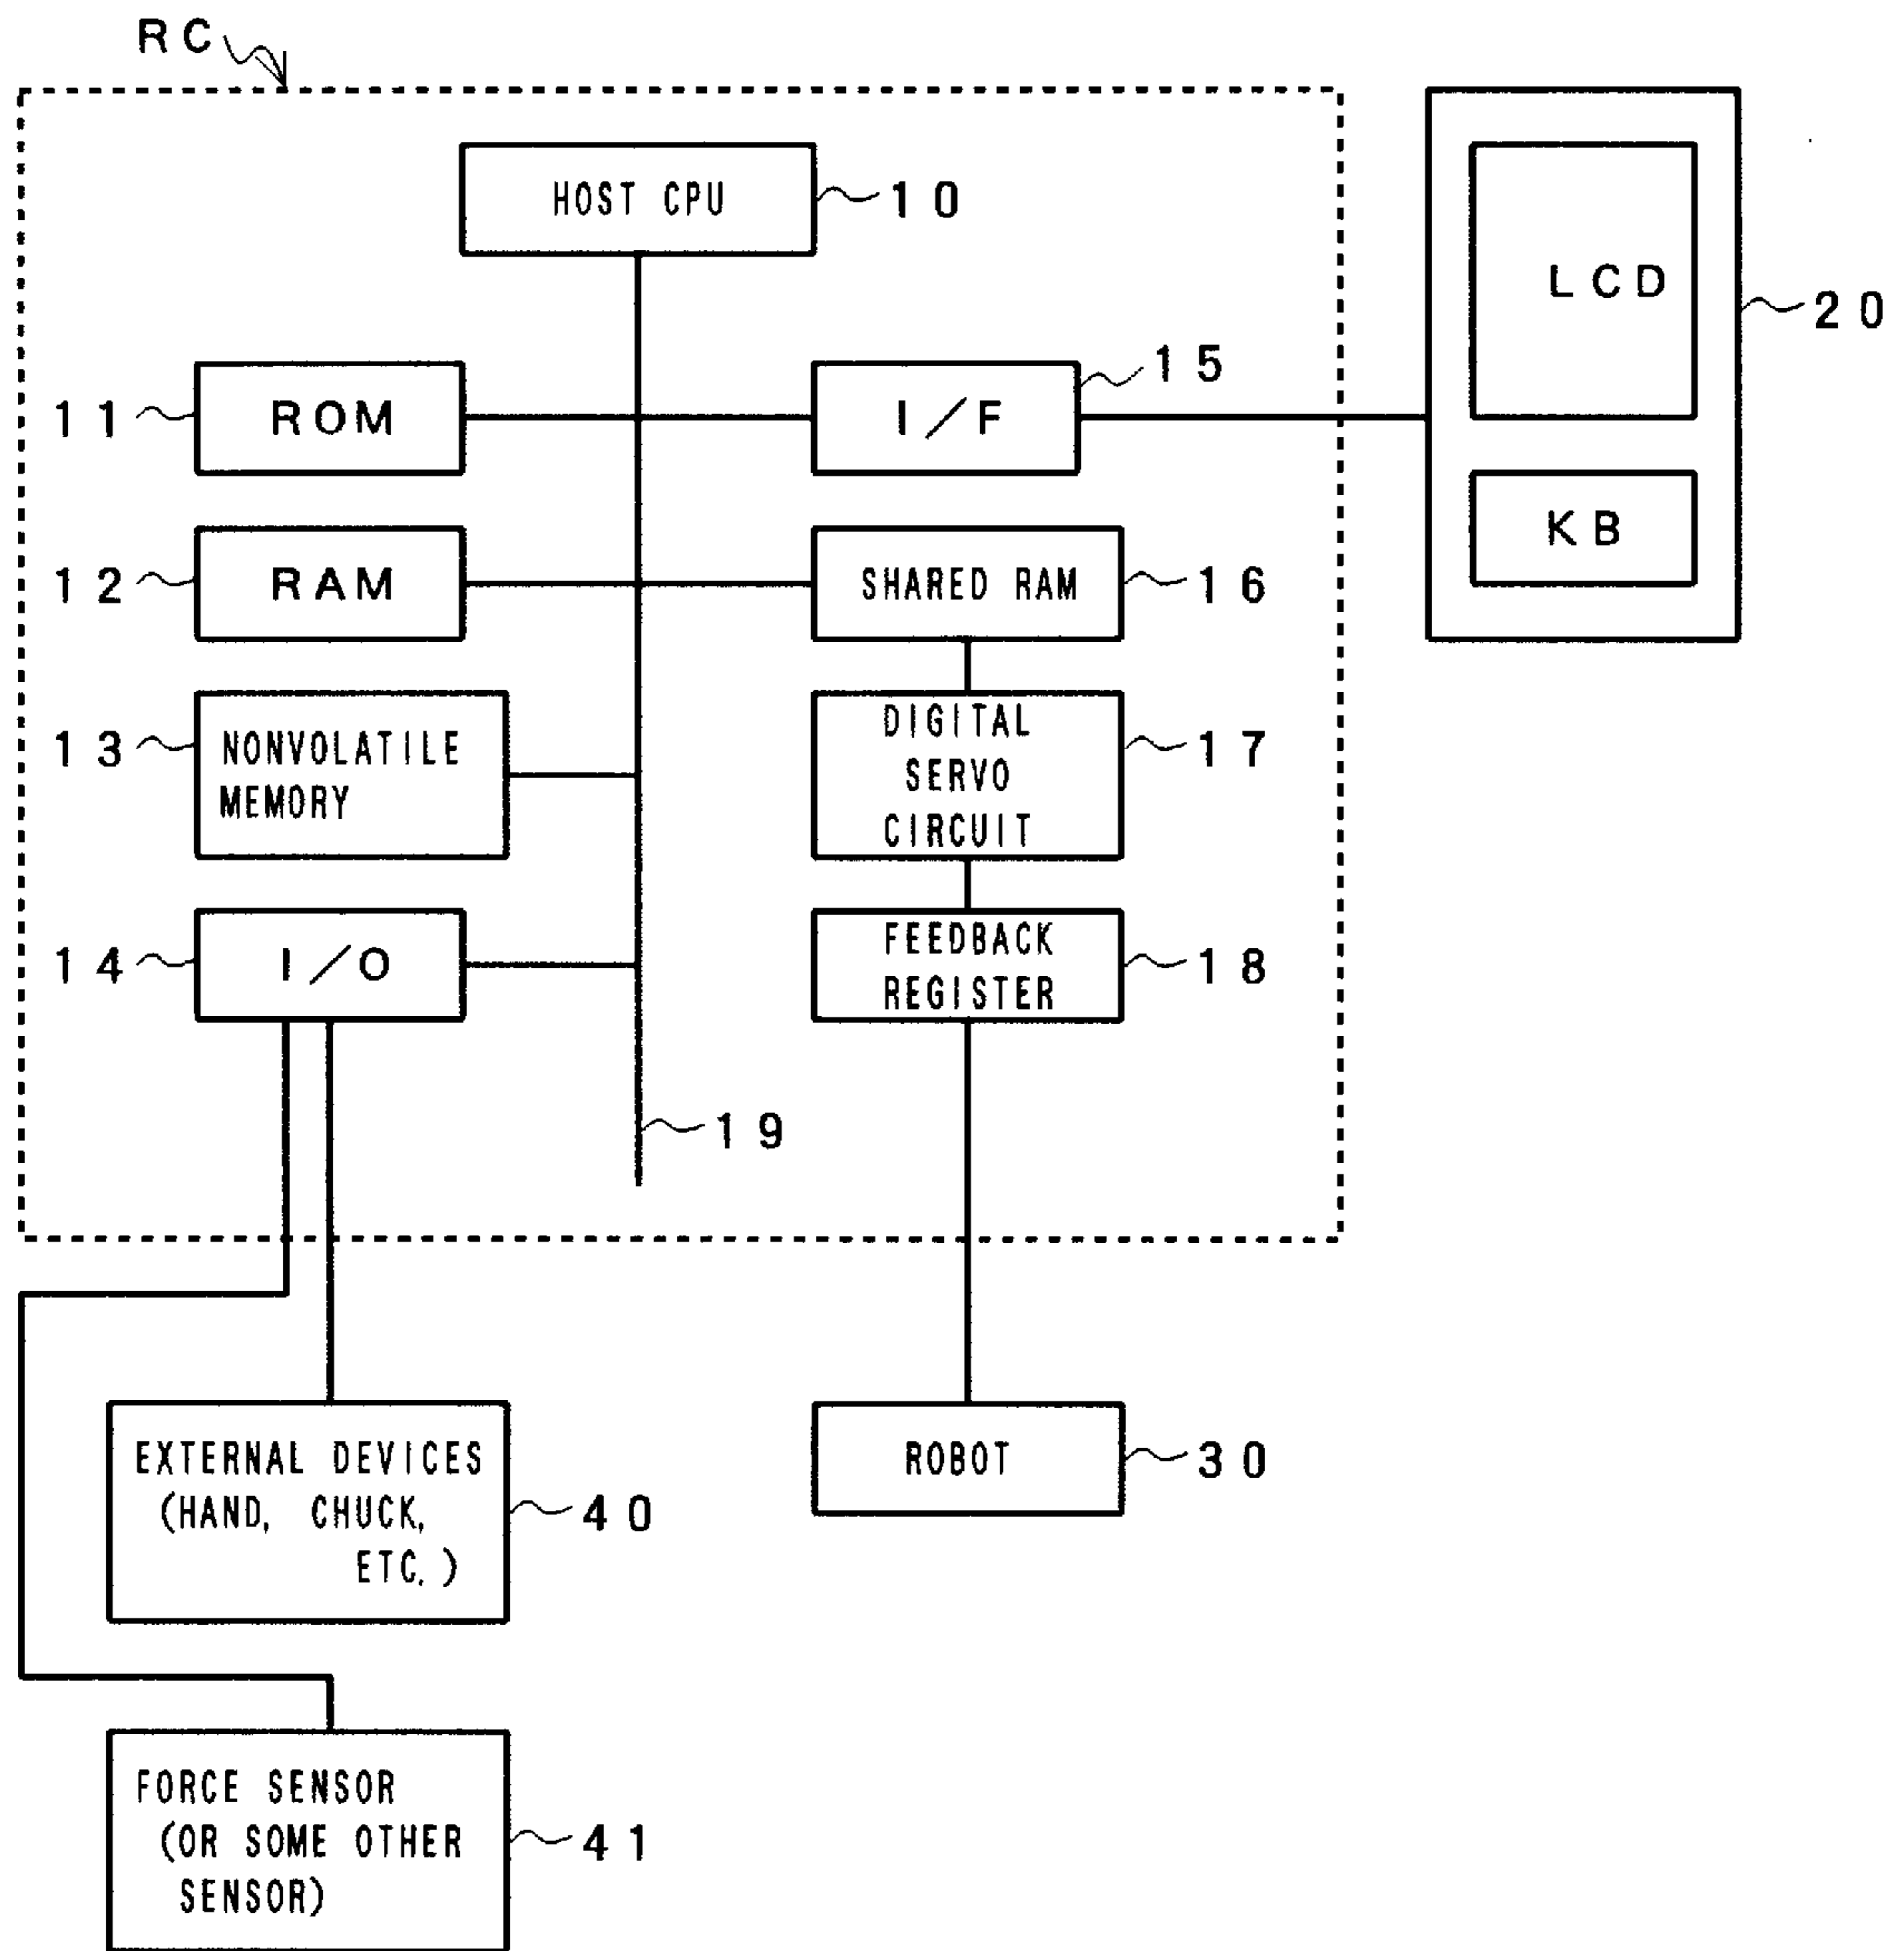 RC
HOST CPU
10
LCD
20
11
ROM
I/F
15
KB
12
RAM
SHARED RAM
16
13
NONVOLATILE
MEMORY
DIGITAL
SERVO
CIRCUIT
17
14
I/O
FEEDBACK
REGISTER
18
19
EXTERNAL DEVICES
(HAND, CHUCK,
ETC.)
40
ROBOT
30
FORCE SENSOR
(OR SOME OTHER
SENSOR)
41